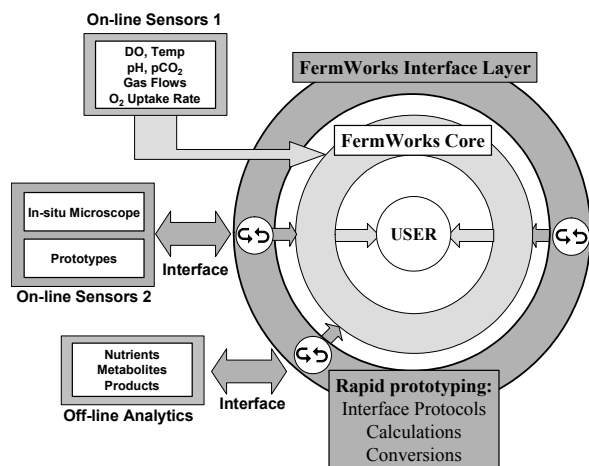 On-line Sensors 1
DO, Temp
pH, pCO₂
Gas Flows
O₂ Uptake Rate
FermWorks Interface Layer
FermWorks Core
USER
In-situ Microscope
Prototypes
On-line Sensors 2
Interface
Nutrients
Metabolites
Products
Off-line Analytics
Interface
Rapid prototyping:
Interface Protocols
Calculations
Conversions